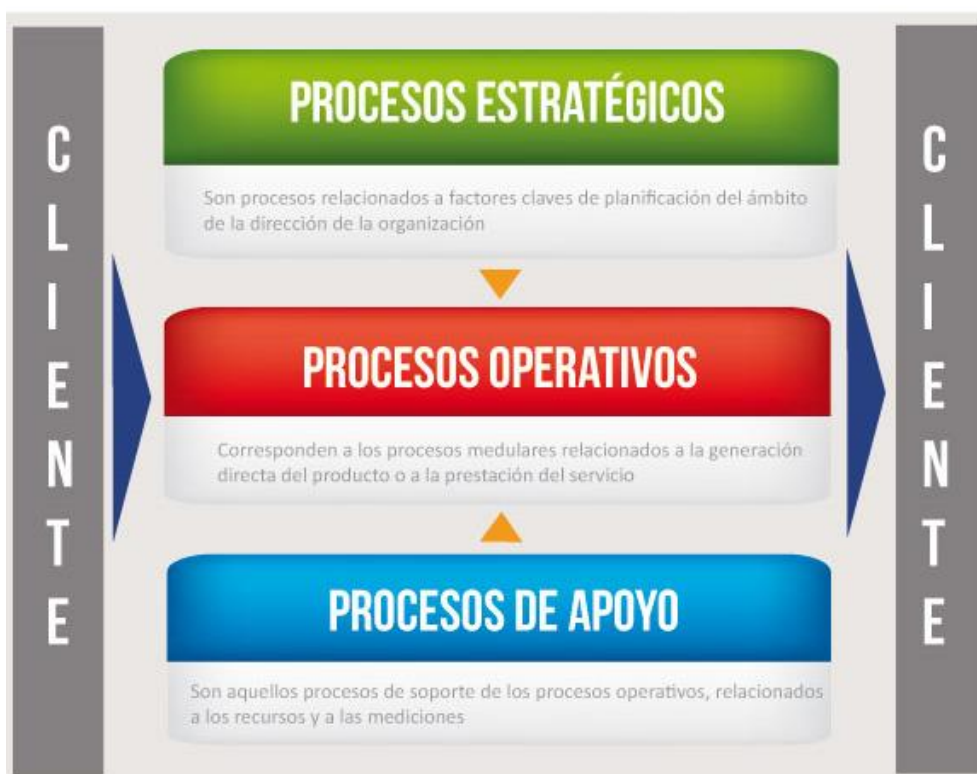 CLIENTE
PROCESOS ESTRATÉGICOS
Son procesos relacionados a factores claves de planificación del ámbito
de la dirección de la organización
PROCESOS OPERATIVOS
Corresponden a los procesos medulares relacionados a la generación
directa del producto o a la prestación del servicio
PROCESOS DE APOYO
Son aquellos procesos de soporte de los procesos operativos, relacionados
a los recursos y a las mediciones
CLIENTE